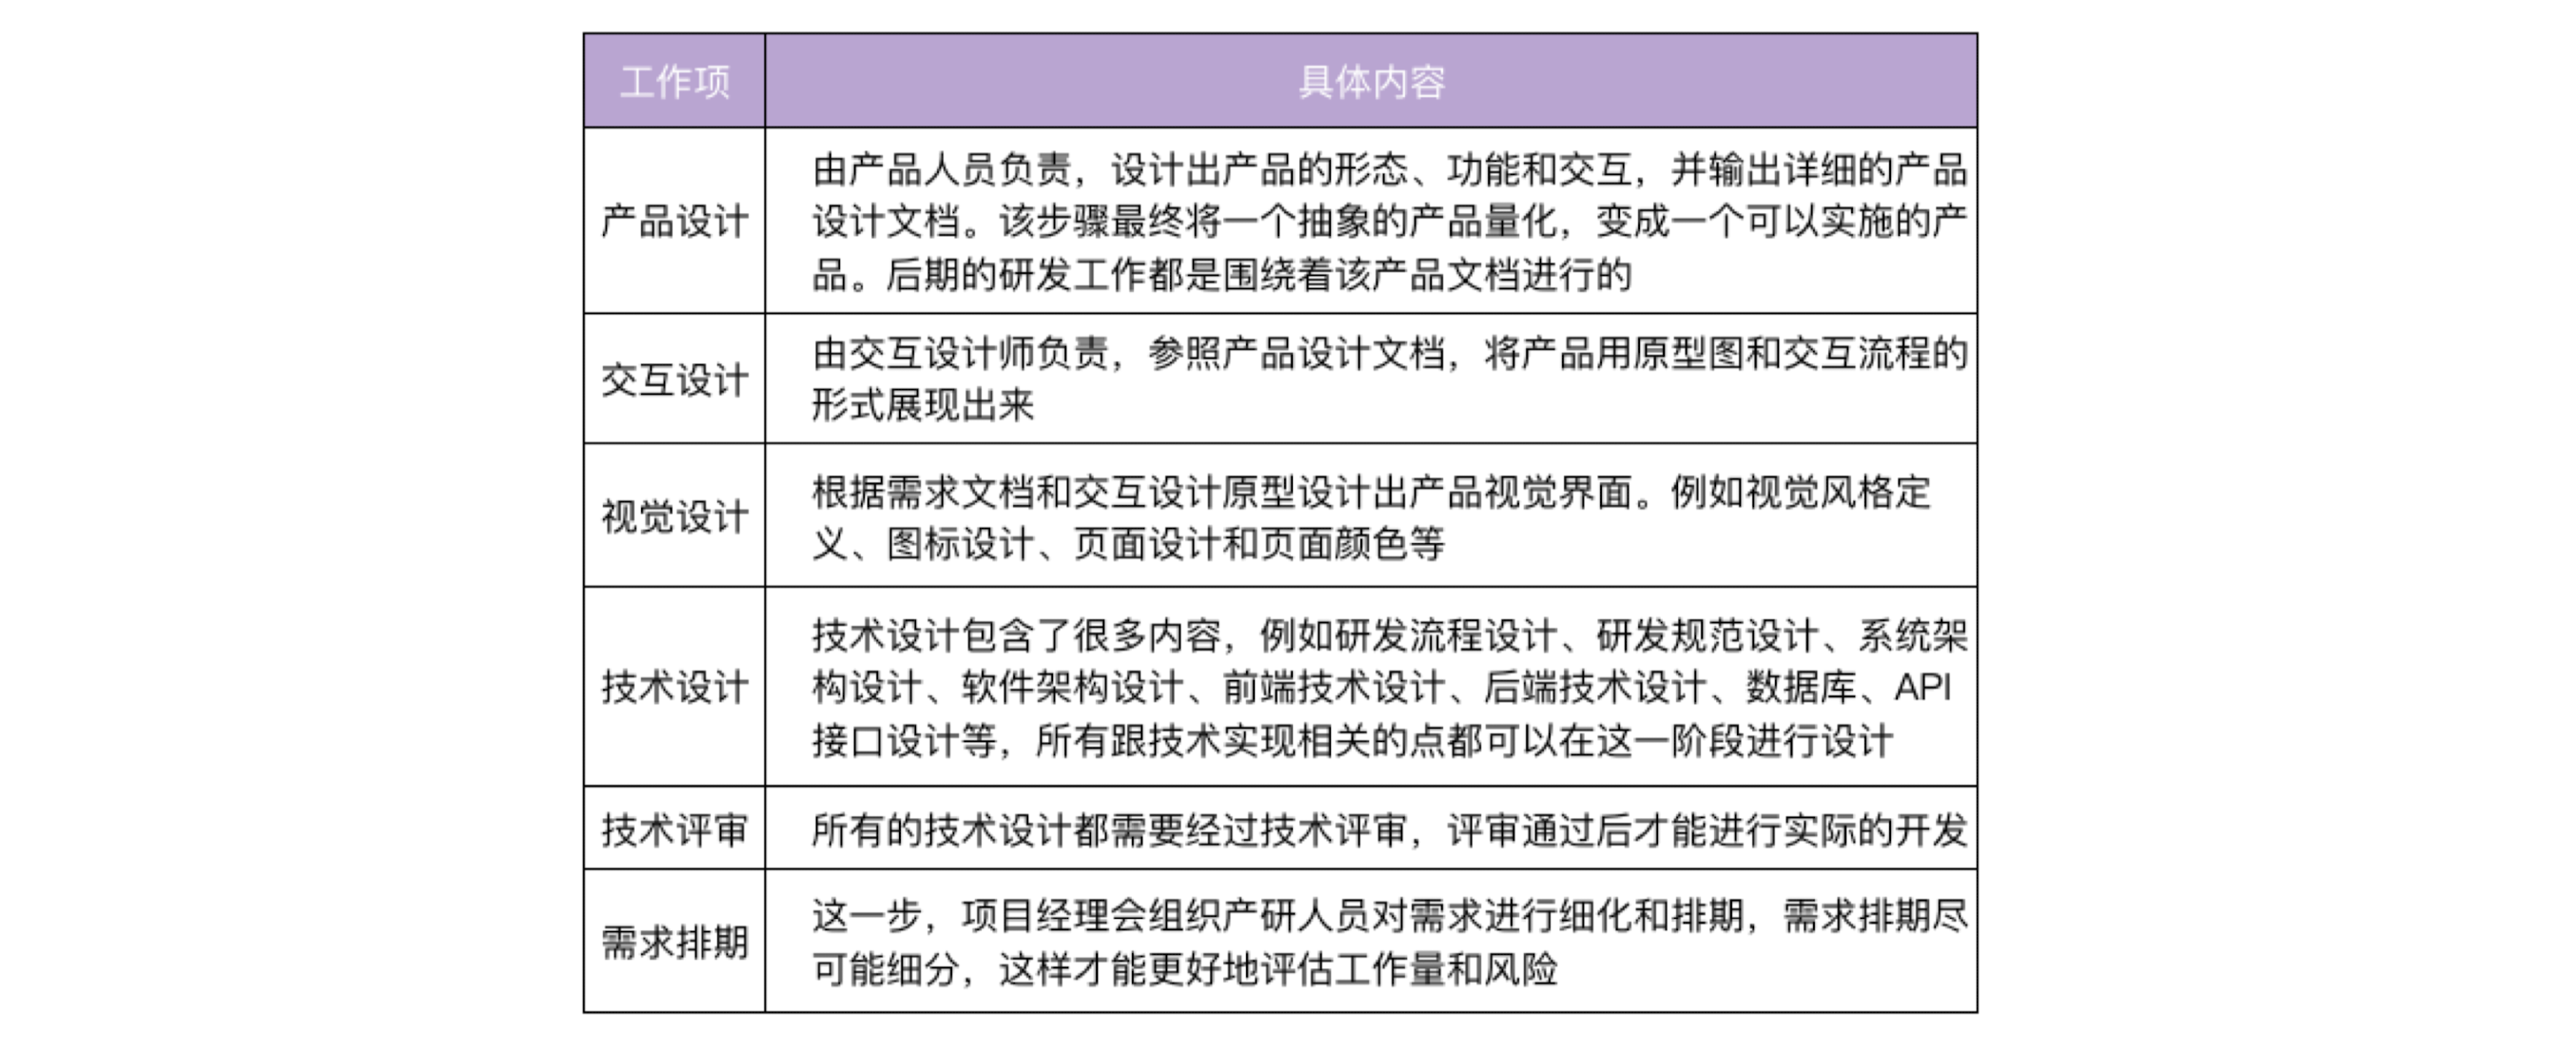 工作项
具体内容
产品设计
由产品人员负责，设计出产品的形态、功能和交互，并输出详细的产品
设计文档。该步骤最终将一个抽象的产品量化，变成一个可以实施的产
品。后期的研发工作都是围绕着该产品文档进行的
交互设计
由交互设计师负责，参照产品设计文档，将产品用原型图和交互流程的
形式展现出来
视觉设计
根据需求文档和交互设计原型设计出产品视觉界面。例如视觉风格定
义、图标设计、页面设计和页面颜色等
技术设计
技术设计包含了很多内容，例如研发流程设计、研发规范设计、系统架
构设计、软件架构设计、前端技术设计、后端技术设计、数据库、API
接口设计等，所有跟技术实现相关的点都可以在这一阶段进行设计
技术评审
所有的技术设计都需要经过技术评审，评审通过后才能进行实际的开发
需求排期
这一步，项目经理会组织产研人员对需求进行细化和排期，需求排期尽
可能细分，这样才能更好地评估工作量和风险